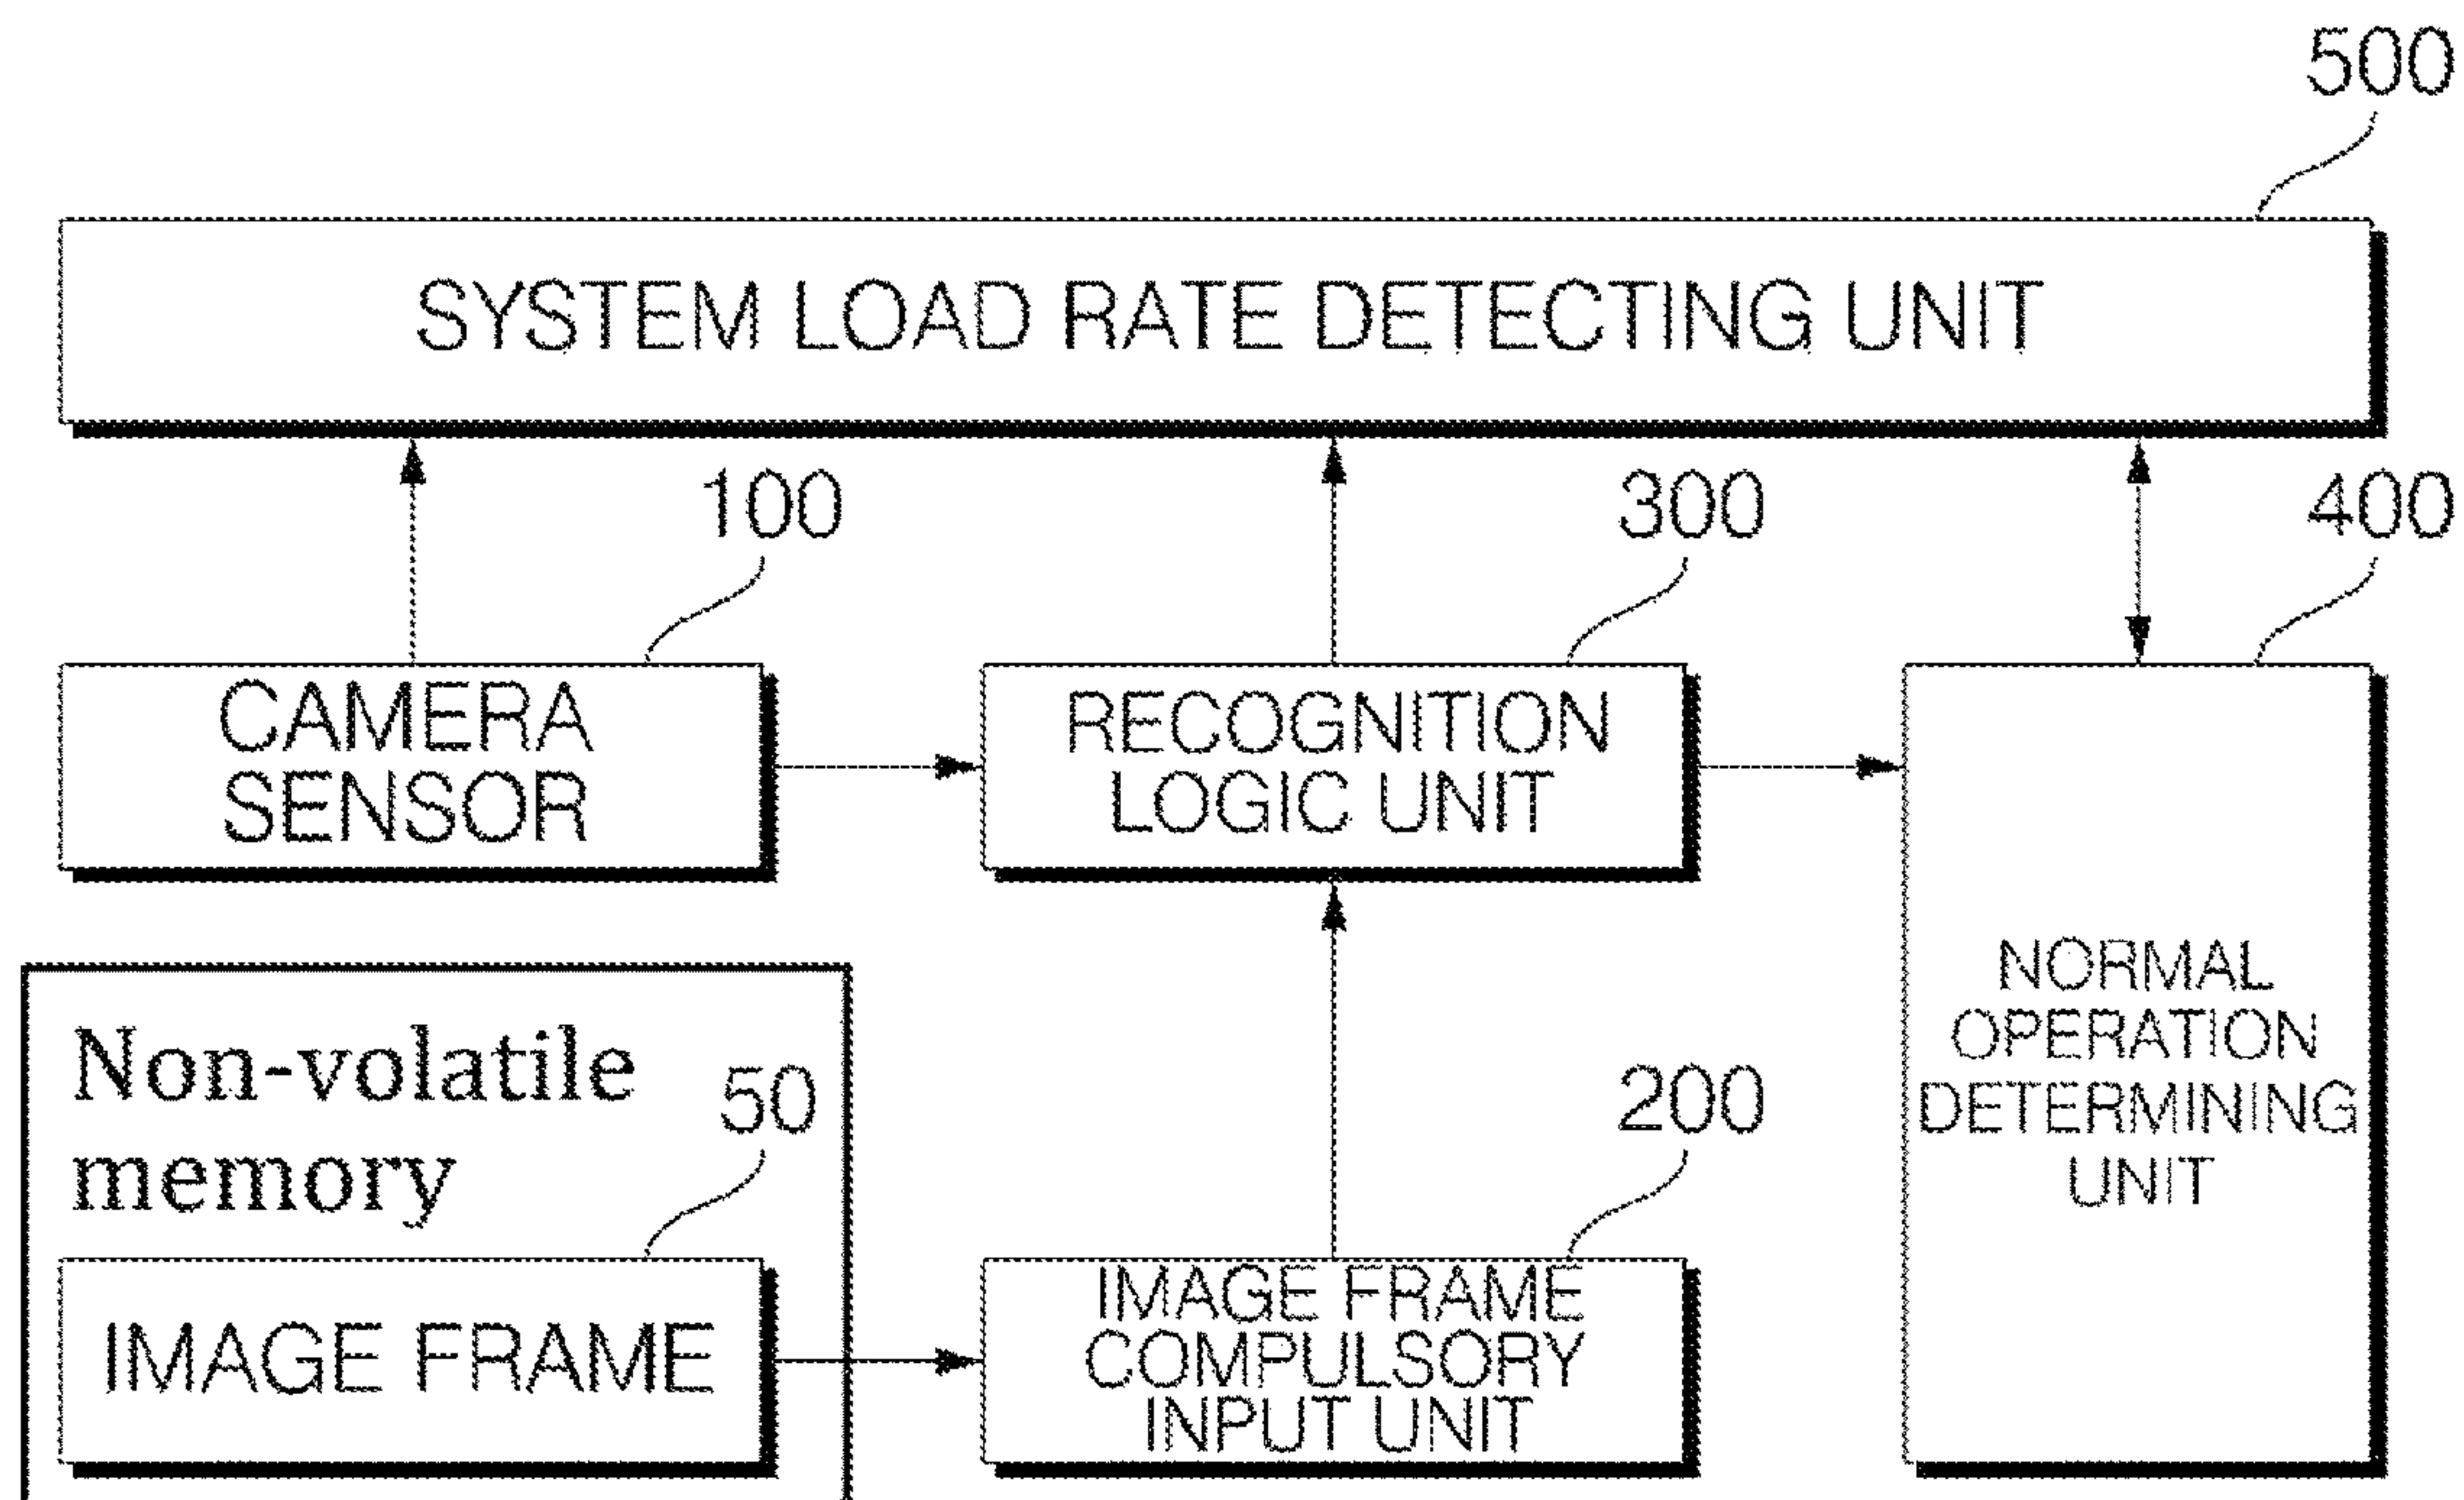 500
SYSTEM LOAD RATE DETECTING UNIT
100
300
400
CAMERA
SENSOR
RECOGNITION
LOGIC UNIT
NORMAL
OPERATION
DETERMINING
UNIT
Non-volatile
memory
50
200
IMAGE FRAME
IMAGE FRAME
COMPULSORY
INPUT UNIT